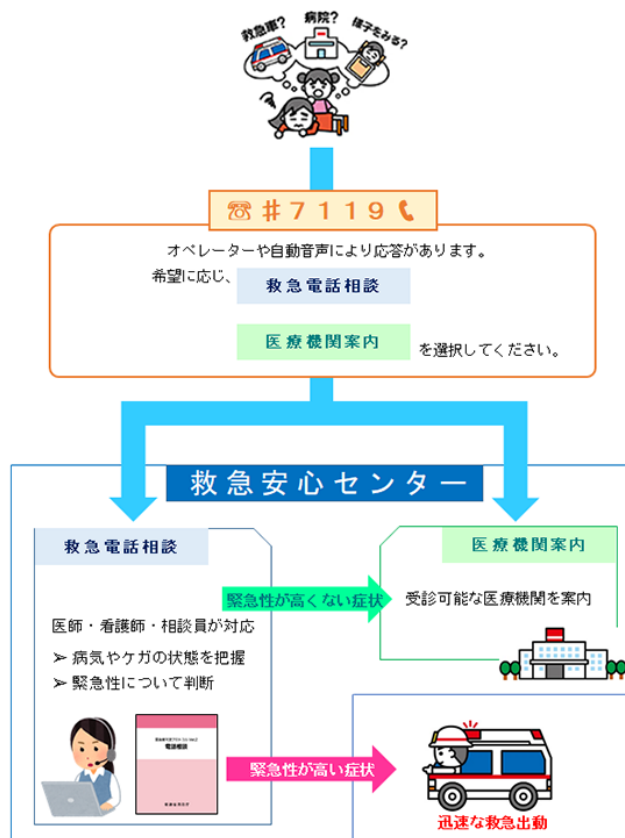 救急車?
病院?
様子をみる?
☏♯7119
オペレーターや自動音声により応答があります。
希望に応じ、
救急電話相談
医療機関案内
を選択してください。
救急安心センター
救急電話相談
医師・看護師・相談員が対応
➢ 病気やケガの状態を把握
➢ 緊急性について判断
電話相談
緊急性が高くない症状
医療機関案内
受診可能な医療機関を案内
緊急性が高い症状
迅速な救急出動